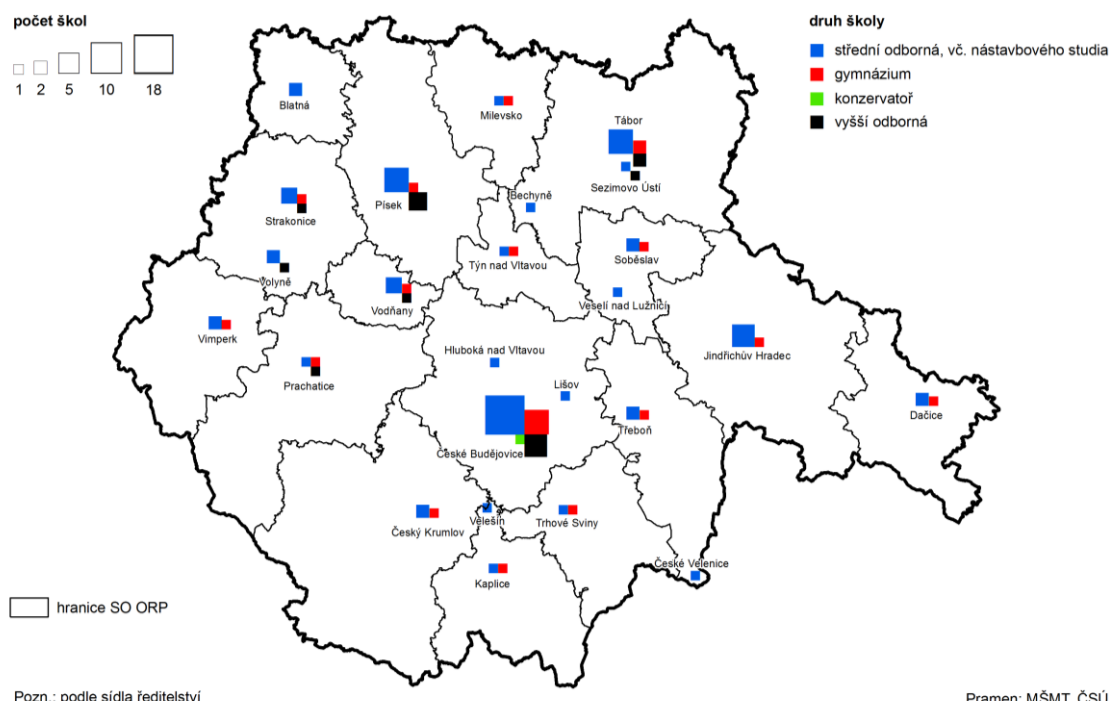 počet škol
1 2 5 10 18
druh školy
střední odborná, vč. nástavbového studia
gymnázium
konzervatoř
vyšší odborná
Blatná
Milevsko
Tábor
Sezimovo Ústí
Písek
Bechyně
Strakonice
Týn nad Vltavou
Soběslav
Volyně
Vodňany
Veselí nad Lužnicí
Vimperk
Hluboká nad Vltavou
Jindřichův Hradec
Prachatice
Lišov
Třeboň
Dačice
České Budějovice
Český Krumlov
Velešín
Trhové Sviny
České Velenice
Kaplice
hranice SO ORP
Pozn.: podle sídla ředitelství
Pramen: MŠMT, ČSÚ